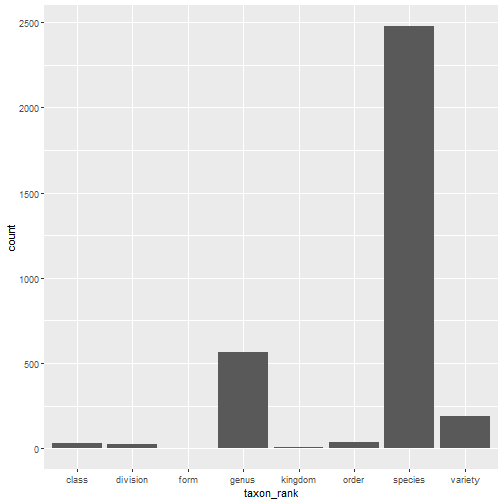 2500
2000
1500
1000
500
0
count
class division form genus kingdom order species variety
taxon_rank